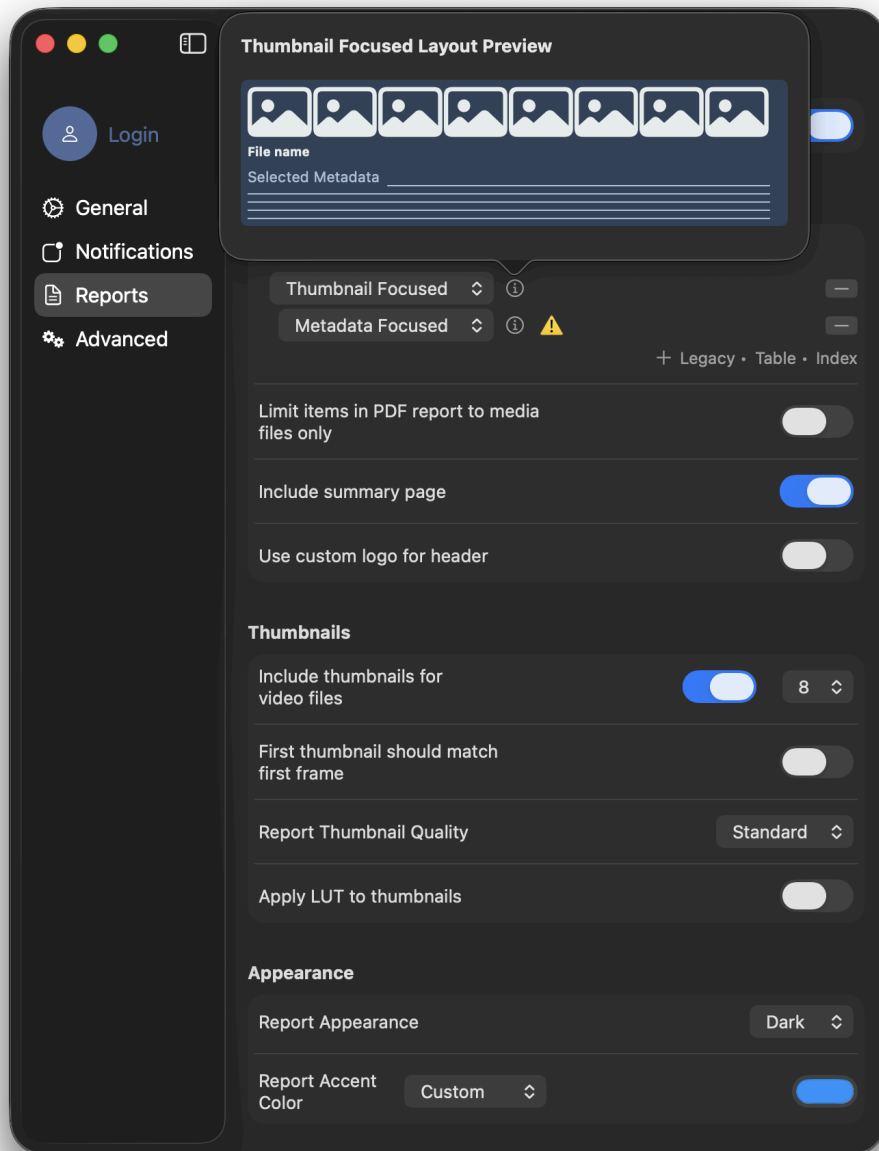 Thumbnail Focused Layout Preview
File name
Selected Metadata
Login
General
Notifications
Reports
Advanced
Thumbnail Focused
Metadata Focused
+ Legacy • Table • Index
Limit items in PDF report to media
files only
Include summary page
Use custom logo for header
Thumbnails
Include thumbnails for
video files
8
First thumbnail should match
first frame
Report Thumbnail Quality
Standard
Apply LUT to thumbnails
Appearance
Report Appearance
Dark
Report Accent
Color
Custom